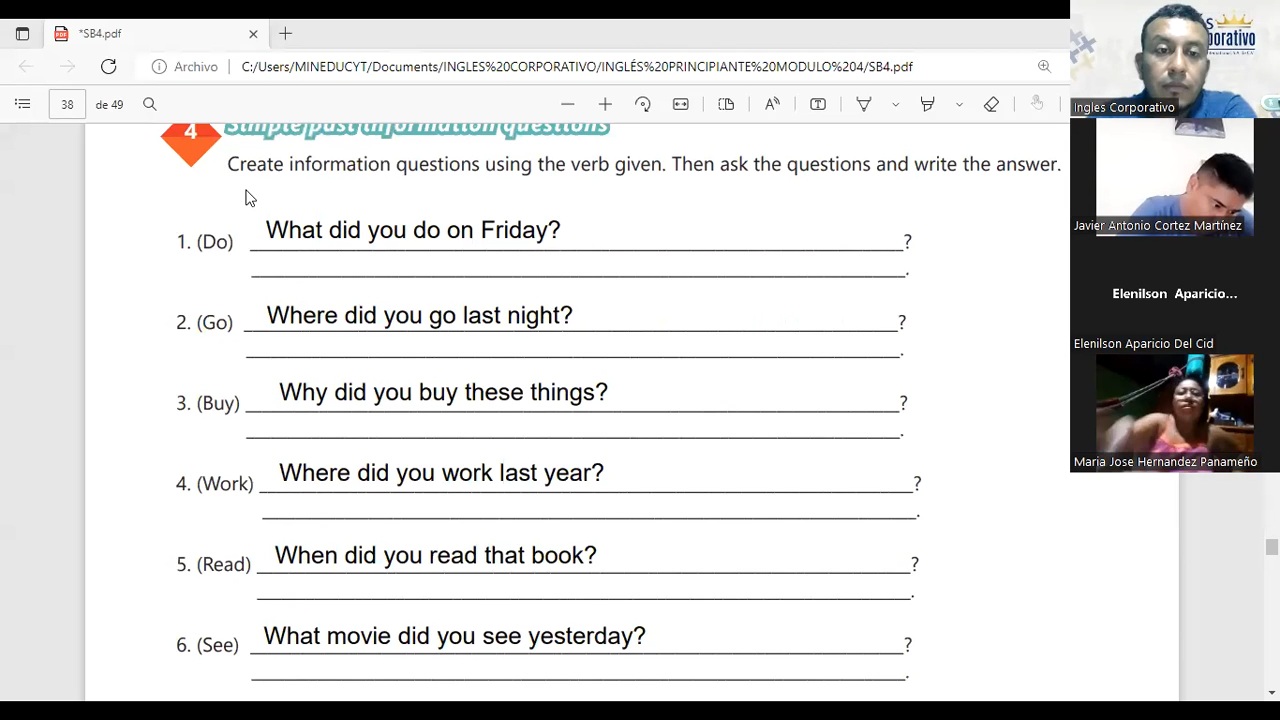 *SB4.pdf
Archivo
C:/Users/MINEDUCYT/Documents/INGLES%20CORPORATIVO/INGLÉS%20PRINCIPIANTE%20MODULO%204/SB4.pdf
38
de 49
4 Simple past information questions
Create information questions using the verb given. Then ask the questions and write the answer.
1. (Do) What did you do on Friday? ?
.
2. (Go) Where did you go last night? ?
.
3. (Buy) Why did you buy these things? ?
.
4. (Work) Where did you work last year? ?
.
5. (Read) When did you read that book? ?
.
6. (See) What movie did you see yesterday? ?
.
Ingles Corporativo
Javier Antonio Cortez Martínez
Elenilson Aparicio...
Elenilson Aparicio Del Cid
Maria Jose Hernandez Panameño